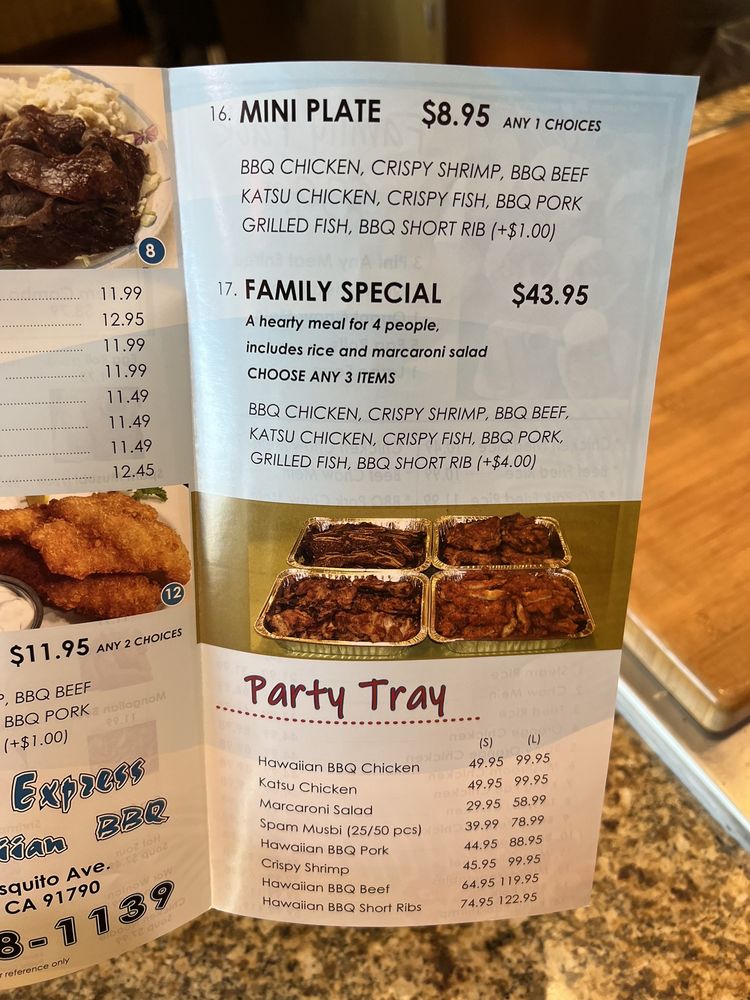 8
11.99
12.95
11.99
11.99
11.49
11.49
11.49
12.45
12
$11.95 ANY 2 CHOICES
P, BBQ BEEF
BBQ PORK
(+$1.00)
Express
iian BBQ
squito Ave.
CA 91790
8-1139
r reference only
16. MINI PLATE $8.95 ANY 1 CHOICES
BBQ CHICKEN, CRISPY SHRIMP, BBQ BEEF
KATSU CHICKEN, CRISPY FISH, BBQ PORK
GRILLED FISH, BBQ SHORT RIB (+$1.00)
17. FAMILY SPECIAL $43.95
A hearty meal for 4 people,
includes rice and marcaroni salad
CHOOSE ANY 3 ITEMS
BBQ CHICKEN, CRISPY SHRIMP, BBQ BEEF,
KATSU CHICKEN, CRISPY FISH, BBQ PORK,
GRILLED FISH, BBQ SHORT RIB (+$4.00)
Party Tray
(S) (L)
Hawaiian BBQ Chicken 49.95 99.95
Katsu Chicken 49.95 99.95
Marcaroni Salad 29.95 58.99
Spam Musbi (25/50 pcs) 39.99 78.99
Hawaiian BBQ Pork 44.95 88.95
Crispy Shrimp 45.95 99.95
Hawaiian BBQ Beef 64.95 119.95
Hawaiian BBQ Short Ribs 74.95 122.95